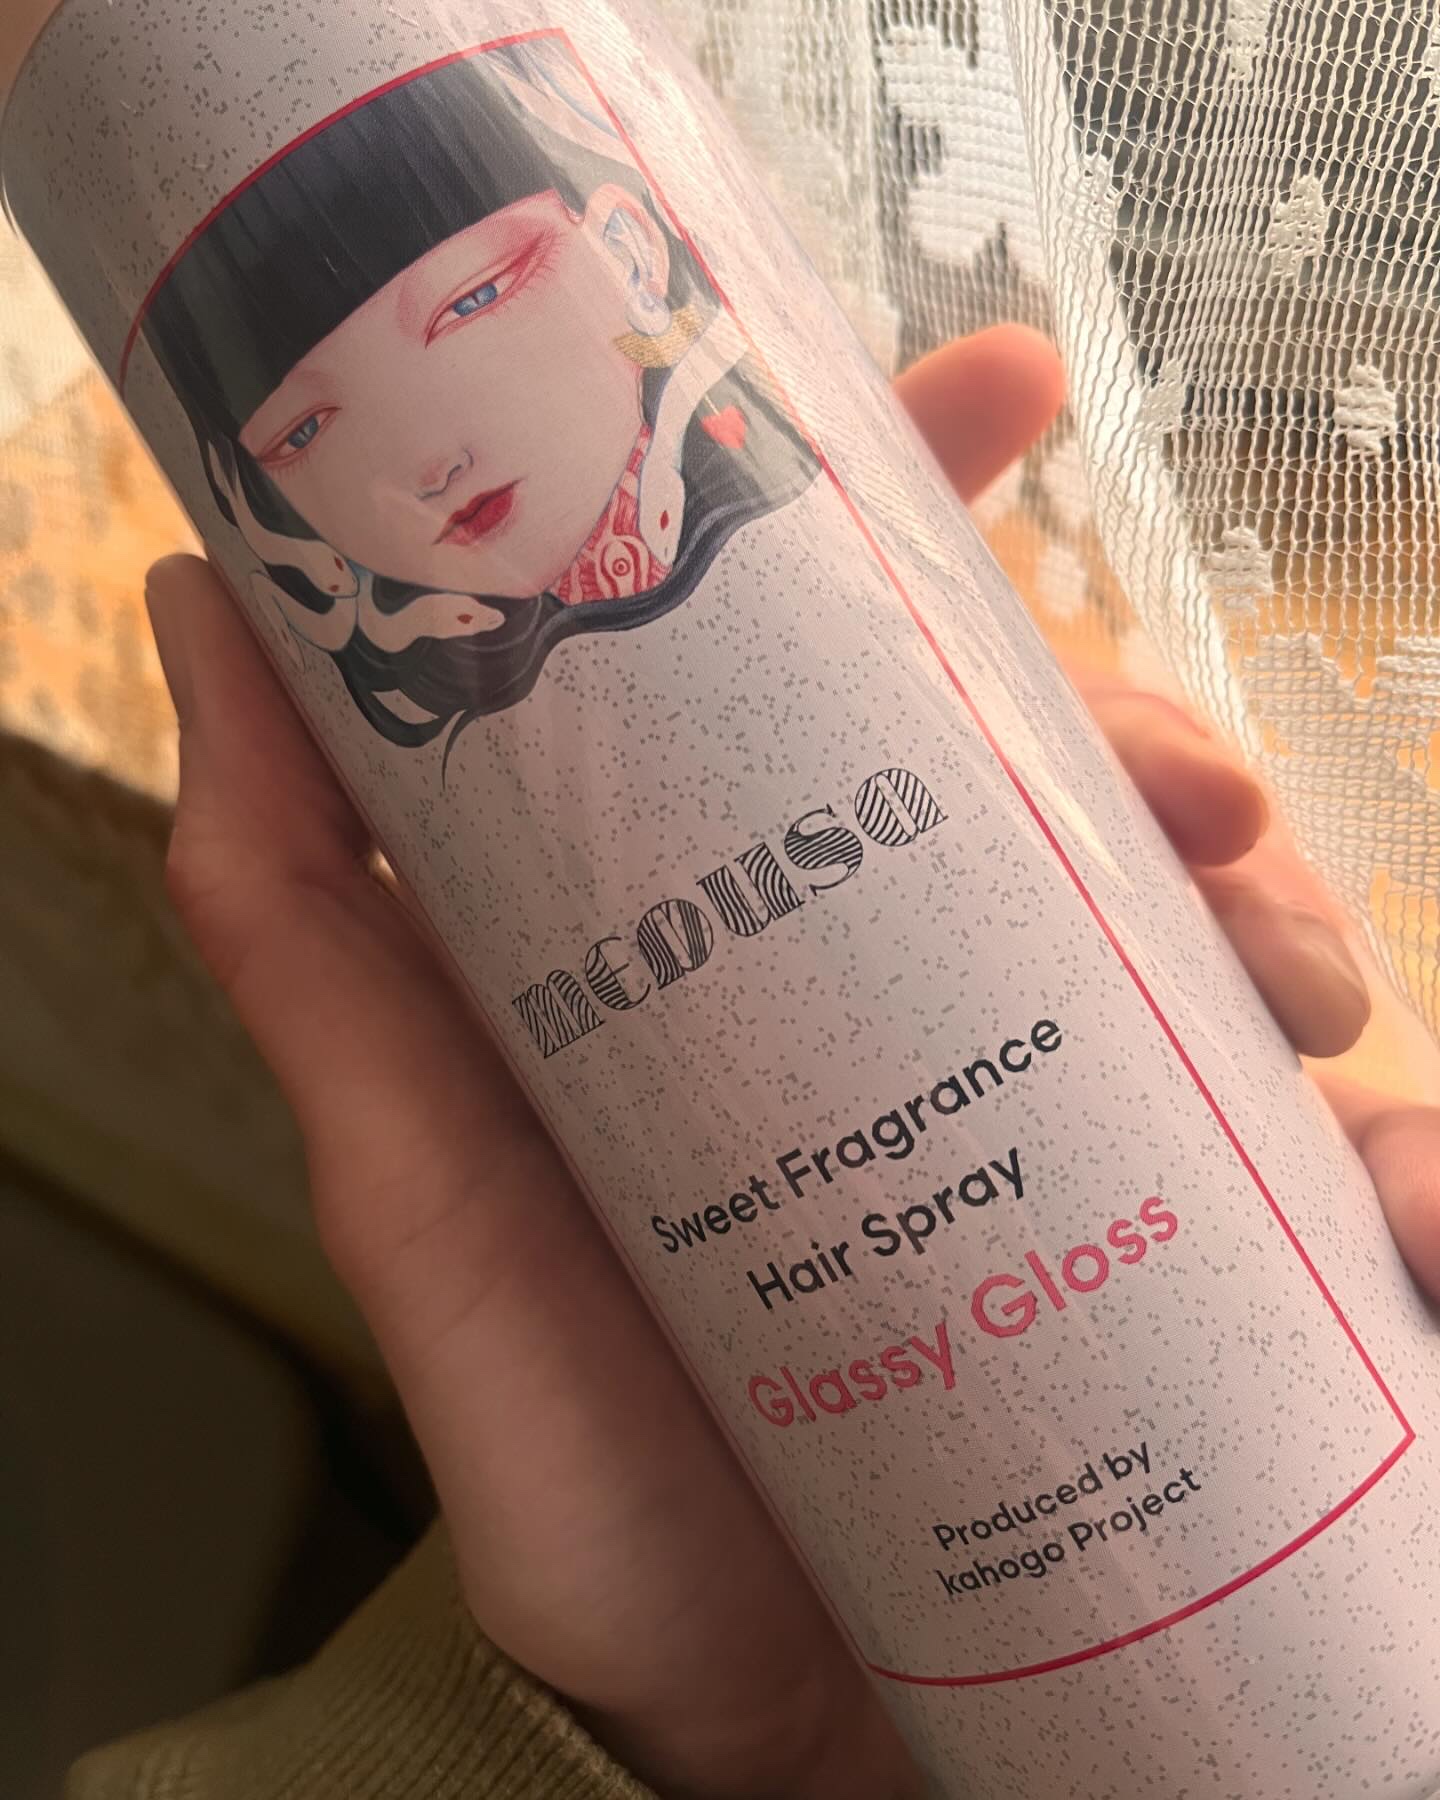 meDusa
Sweet Fragrance
Hair Spray
Glassy Gloss
Produced by
kahogo Project